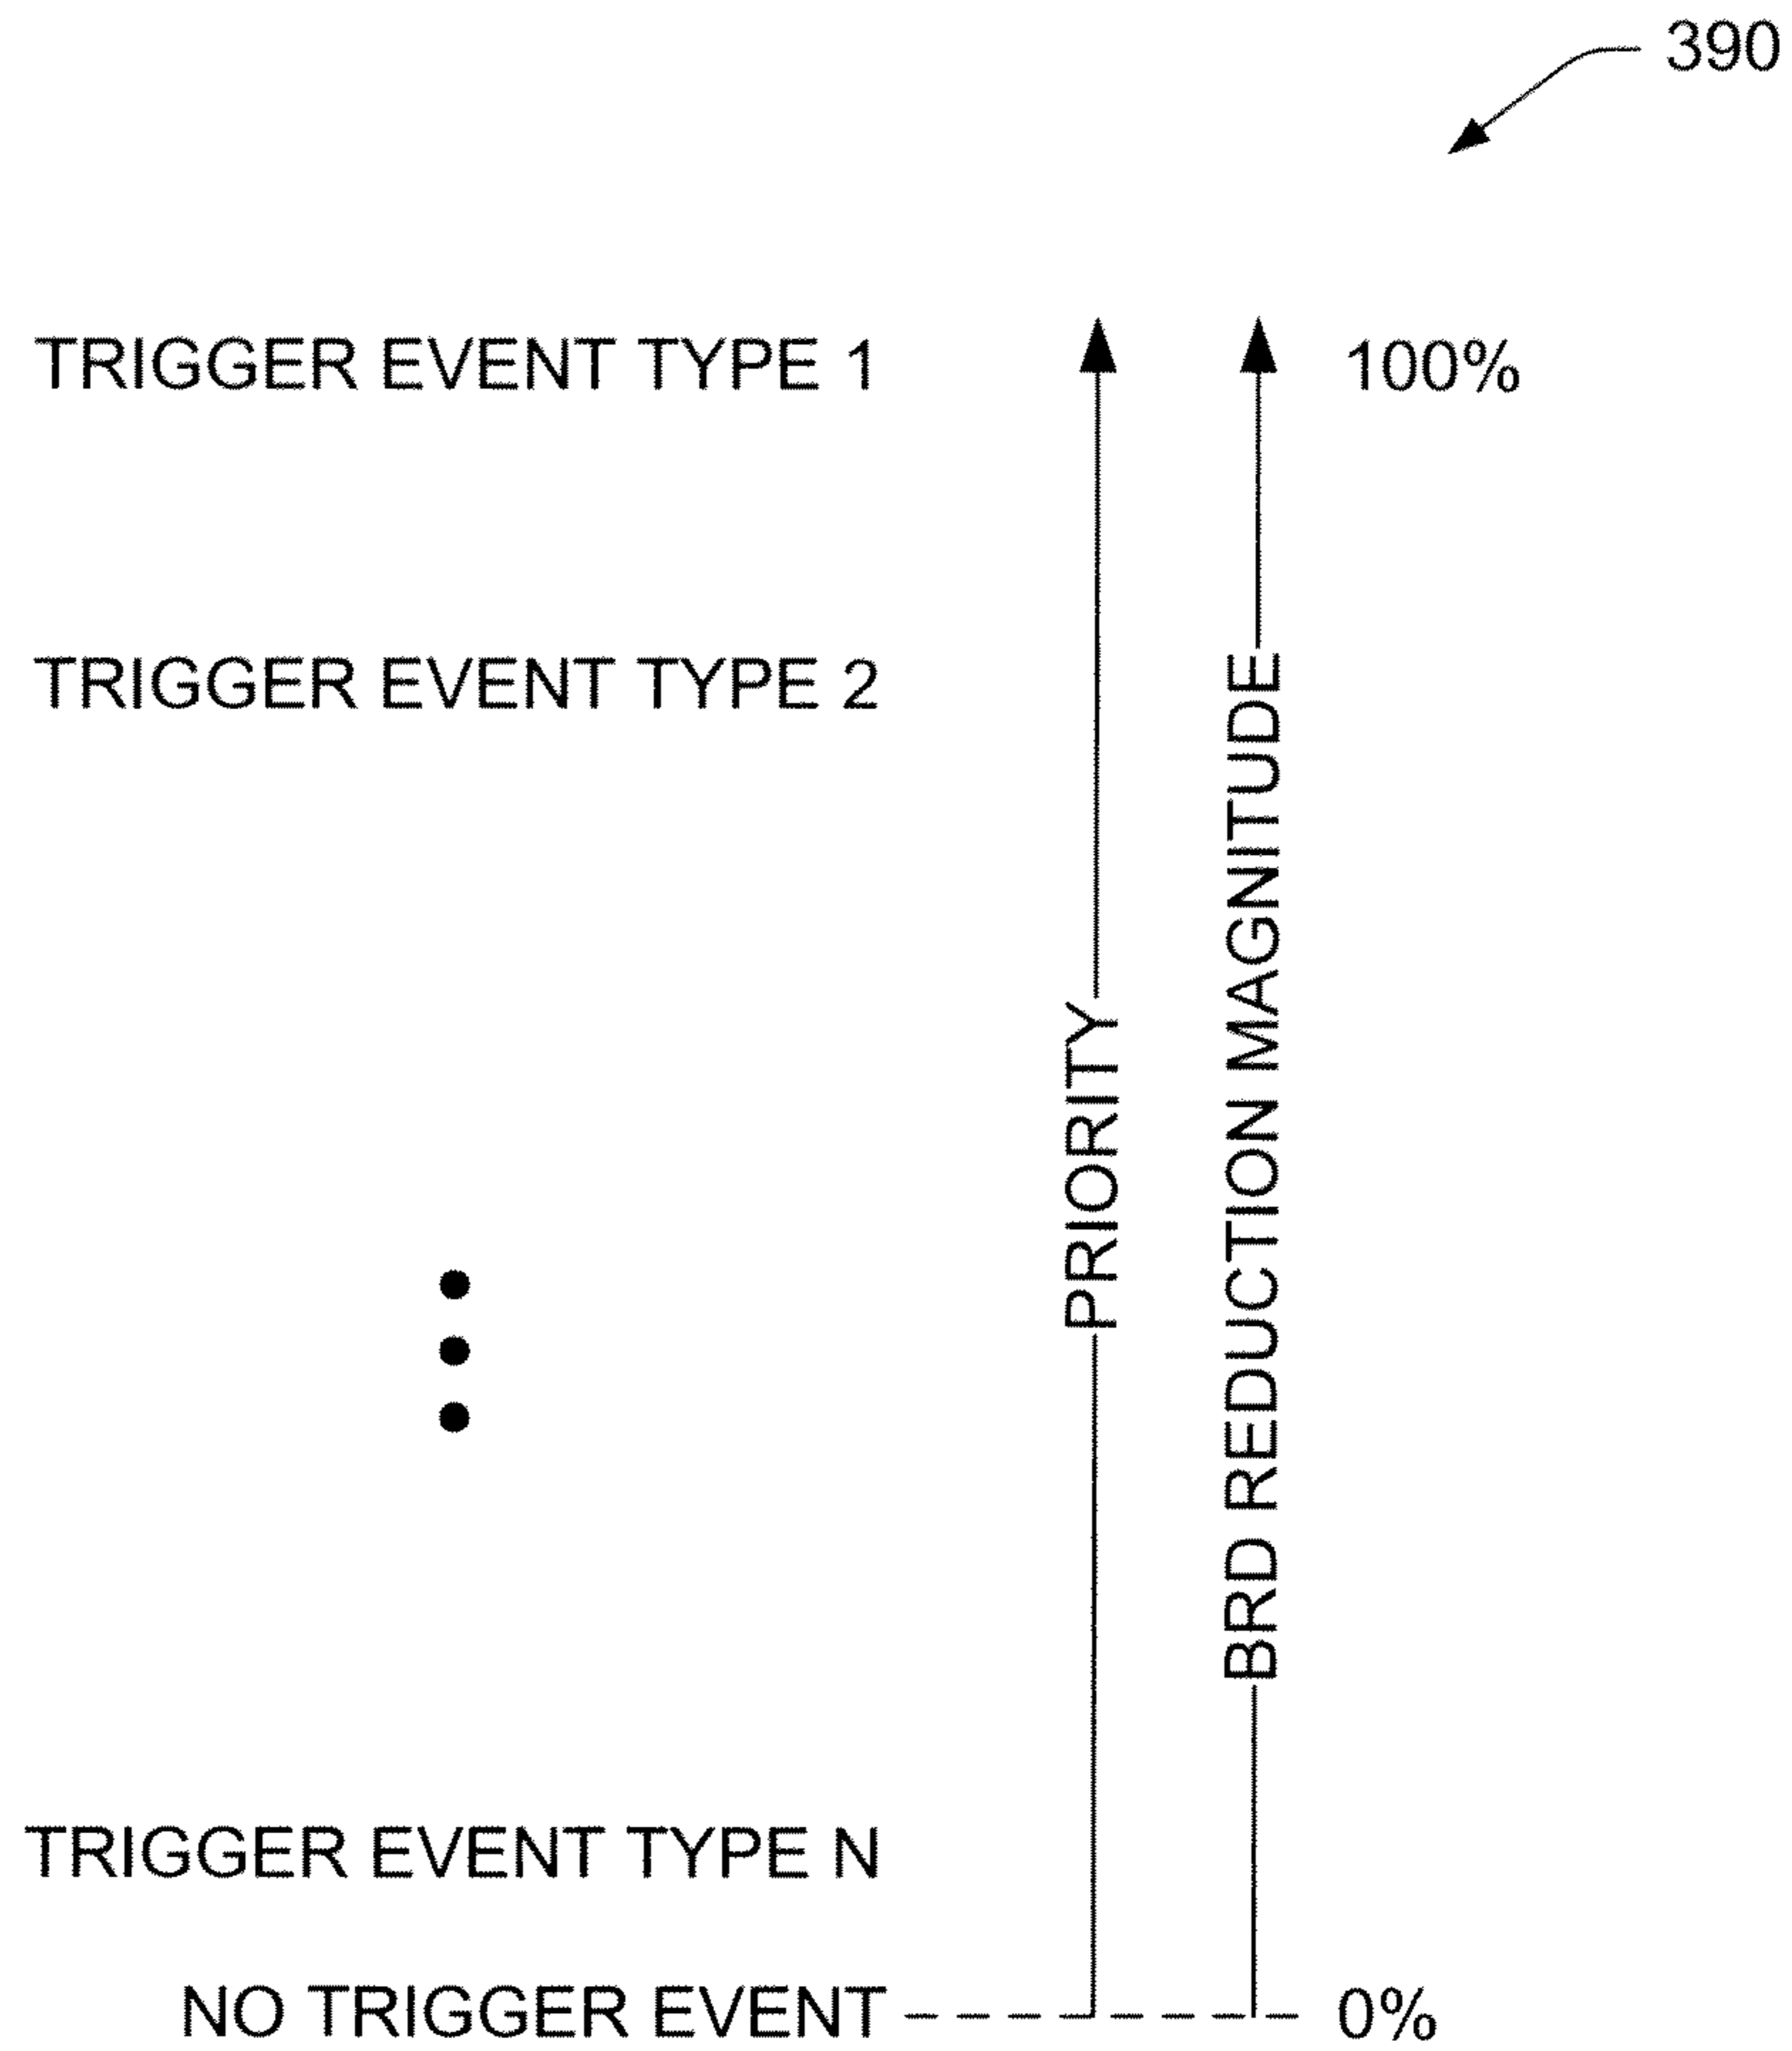 390
TRIGGER EVENT TYPE 1
100%
TRIGGER EVENT TYPE 2
PRIORITY
BRD REDUCTION MAGNITUDE
TRIGGER EVENT TYPE N
NO TRIGGER EVENT
0%